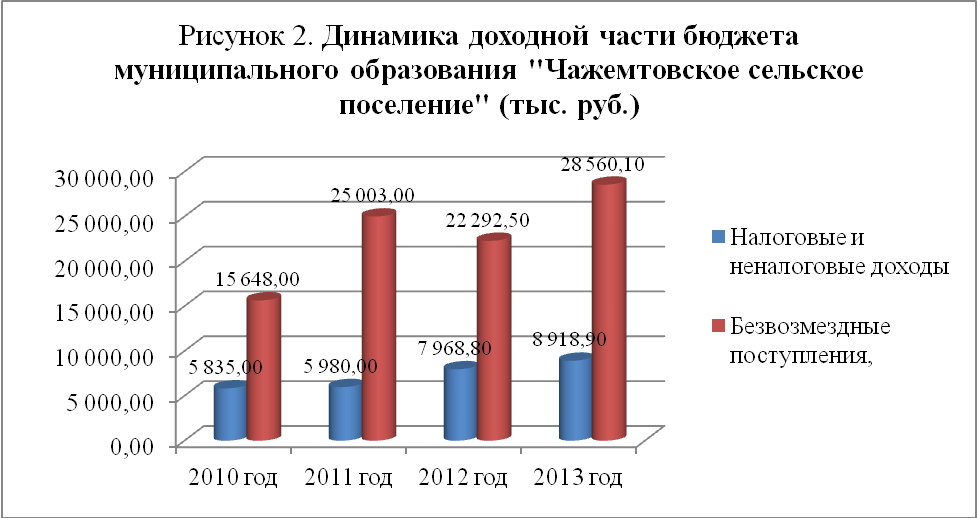 Рисунок 2. Динамика доходной части бюджета
муниципального образования "Чажемтовское сельское
поселение" (тыс. руб.)
30 000,00
25 000,00
20 000,00
15 000,00
10 000,00
5 000,00
0,00
5 835,00
15 648,00
5 980,00
25 003,00
7 968,80
22 292,50
8 918,90
28 560,10
2010 год
2011 год
2012 год
2013 год
Налоговые и
неналоговые доходы
Безвозмездные
поступления,